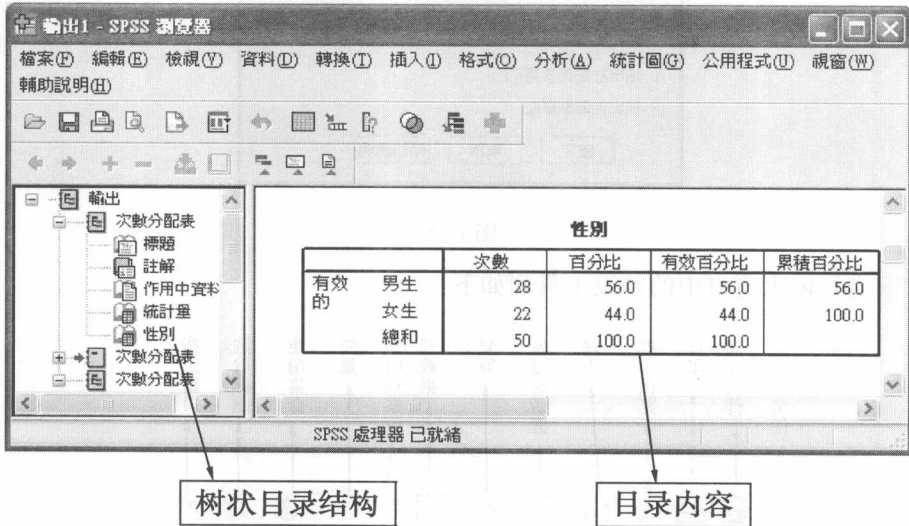 輸出1 - SPSS 瀏覽器
檔案(F) 編輯(E) 檢視(V) 資料(D) 轉換(T) 插入(I) 格式(O) 分析(A) 統計圖(G) 公用程式(U) 視窗(W)
輔助說明(H)
輸出
次數分配表
標題
註解
作用中資料
統計量
性別
次數分配表
次數分配表
性別
次數 百分比 有效百分比 累積百分比
有效的 男生 28 56.0 56.0 56.0
女生 22 44.0 44.0 100.0
總和 50 100.0 100.0
SPSS 處理器 已就緒
树状目录结构
目录内容